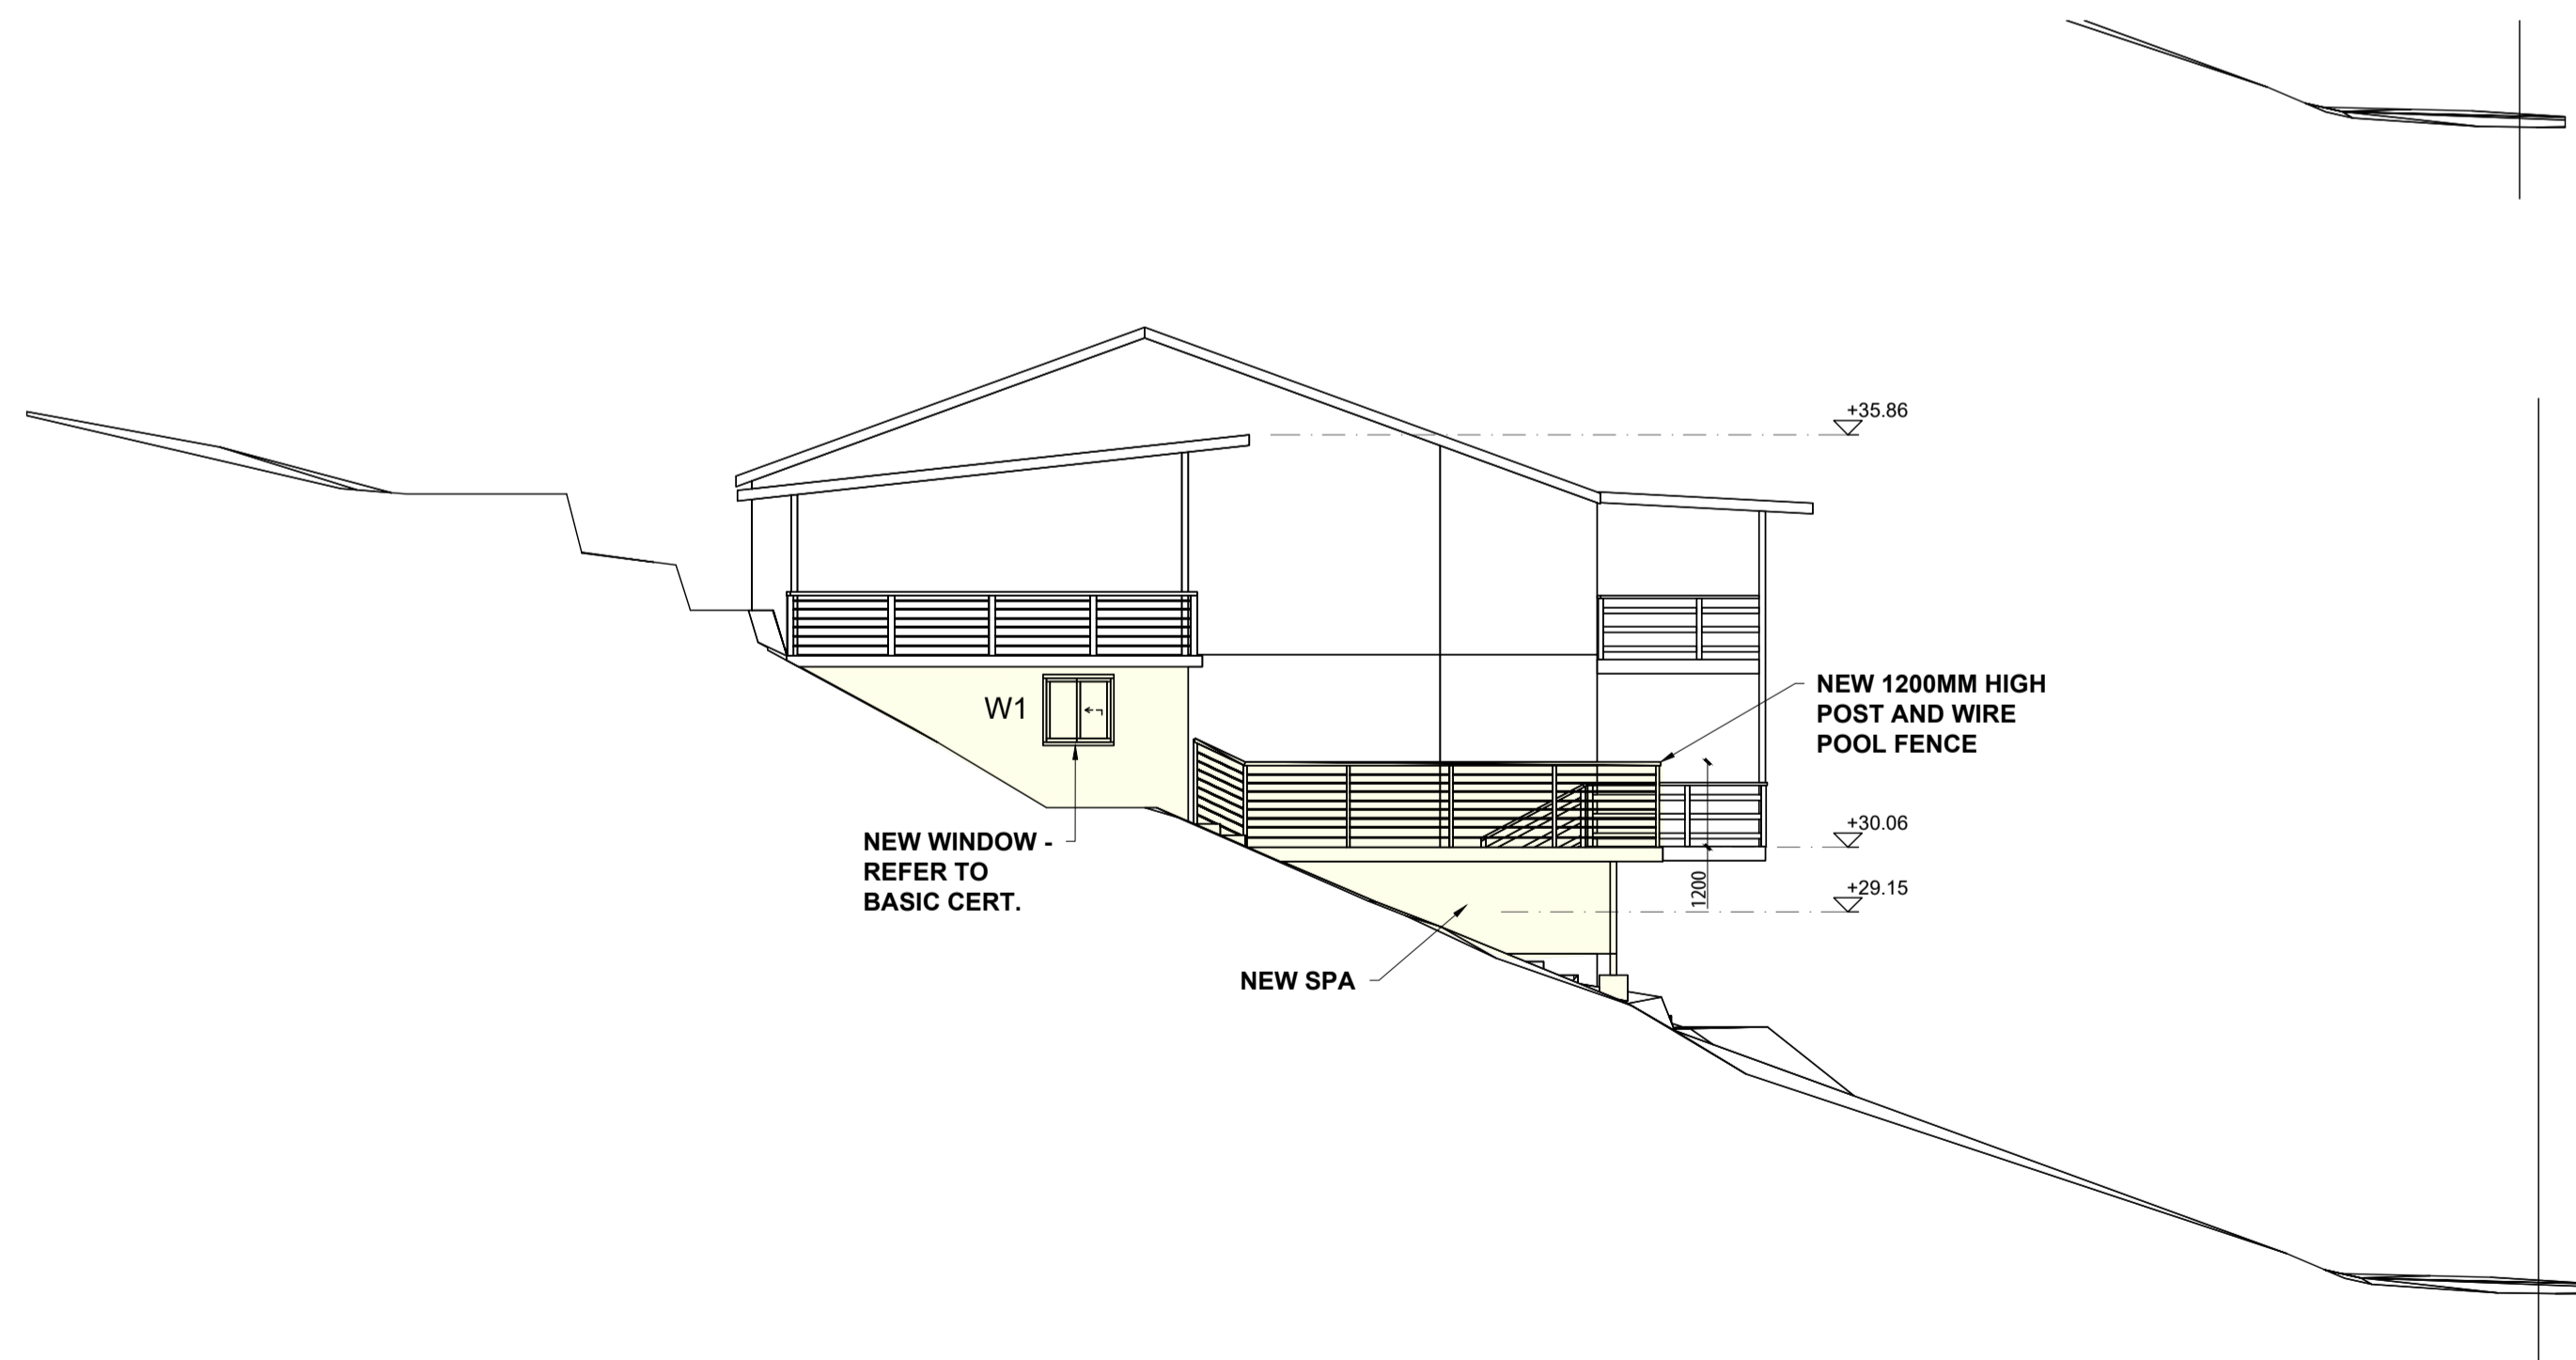 +35.86
NEW 1200MM HIGH
POST AND WIRE
POOL FENCE
W1
+30.06
NEW WINDOW -
REFER TO
BASIC CERT.
1200
+29.15
NEW SPA